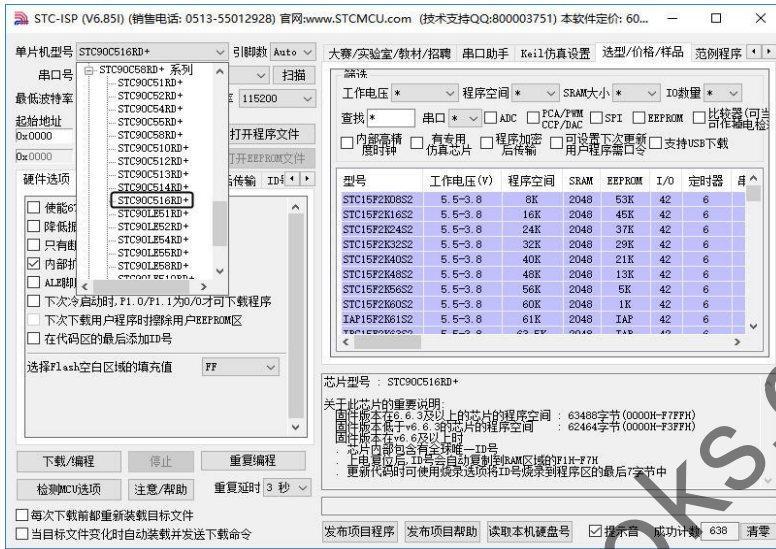 STC-ISP (V6.85I) (销售电话: 0513-55012928) 官网:www.STCMCU.com (技术支持QQ:800003751) 本软件定价: 60...
单片机型号 STC90C516RD+ 引脚数 Auto
串口号 扫描
最低波特率 115200
起始地址
0x0000 打开程序文件
0x0000 打开EEPROM文件
硬件选项
STC90C58RD+ 系列
STC90C51RD+
STC90C52RD+
STC90C54RD+
STC90C55RD+
STC90C58RD+
STC90C510RD+
STC90C512RD+
STC90C513RD+
STC90C514RD+
STC90C516RD+
STC90LE51RD+
STC90LE52RD+
STC90LE54RD+
STC90LE55RD+
STC90LE58RD+
使能6
降低振
内部扩
下次冷启动时,P1.0/P1.1为0/0才可下载程序
下次下载用户程序时擦除用户EEPROM区
在代码区的最后添加ID号
选择Flash空白区域的填充值 FF
下载/编程 停止 重复编程
检测MCU选项 注意/帮助 重复延时 3 秒
每次下载前都重新装载目标文件
当目标文件变化时自动装载并发送下载命令
大赛/实验室/教材/招聘 串口助手 Keil仿真设置 选型/价格/样品 范例程序
筛选
工作电压 * 程序空间 * SRAM大小 * IO数量 *
查找 * 串口 * ADC PCA/PWM CCP/DAC SPI EEPROM 比较器(可当
内部高精度时钟 有专用仿真芯片 程序加密后传输 可设置下次更新用户程序需口令 支持USB下载
型号 工作电压(V) 程序空间 SRAM EEPROM I/O 定时器
STC15F2K08S2 5.5-3.8 8K 2048 53K 42 6
STC15F2K16S2 5.5-3.8 16K 2048 45K 42 6
STC15F2K24S2 5.5-3.8 24K 2048 37K 42 6
STC15F2K32S2 5.5-3.8 32K 2048 29K 42 6
STC15F2K40S2 5.5-3.8 40K 2048 21K 42 6
STC15F2K48S2 5.5-3.8 48K 2048 13K 42 6
STC15F2K56S2 5.5-3.8 56K 2048 5K 42 6
STC15F2K60S2 5.5-3.8 60K 2048 1K 42 6
IAP15F2K61S2 5.5-3.8 61K 2048 IAP 42 6
芯片型号 : STC90C516RD+
关于此芯片的重要说明:
固件版本在6.6.3及以上的芯片的程序空间 : 63488字节(0000H-F7FFH)
固件版本低于v6.6.3的芯片的程序空间 : 62464字节(0000H-F3FFH)
固件版本在v6.6及以上时
. 芯片内部包含有全球唯一ID号
. 上电复位后,ID号会自动复制到RAM区域的F1H-F7H
. 更新代码时可使用烧录选项将ID号烧录到程序区的最后7字节中
发布项目程序 发布项目帮助 读取本机硬盘号 提示音 成功计数 638 清零